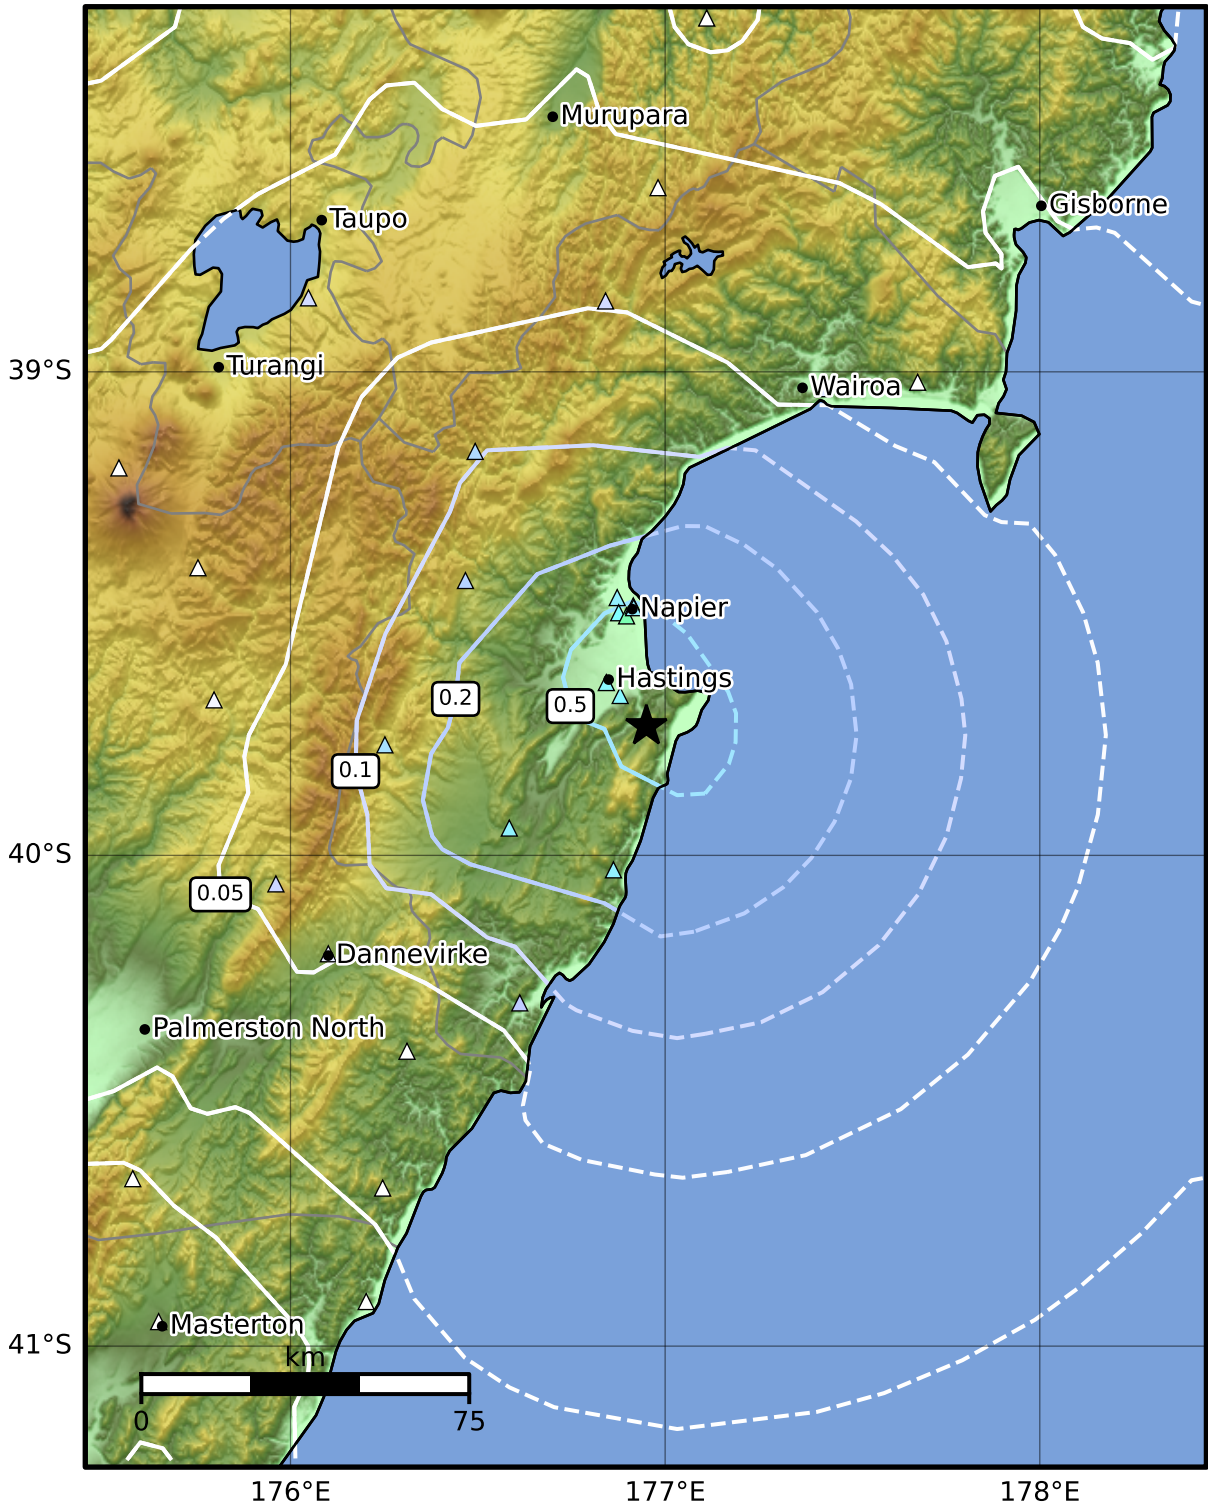 Murupara
Gisborne
Taupo
39°S
Turangi
Wairoa
Napier
Hastings
0.2
0.5
0.1
40°S
0.05
Dannevirke
Palmerston North
Masterton
41°S
km
0
75
176°E
177°E
178°E